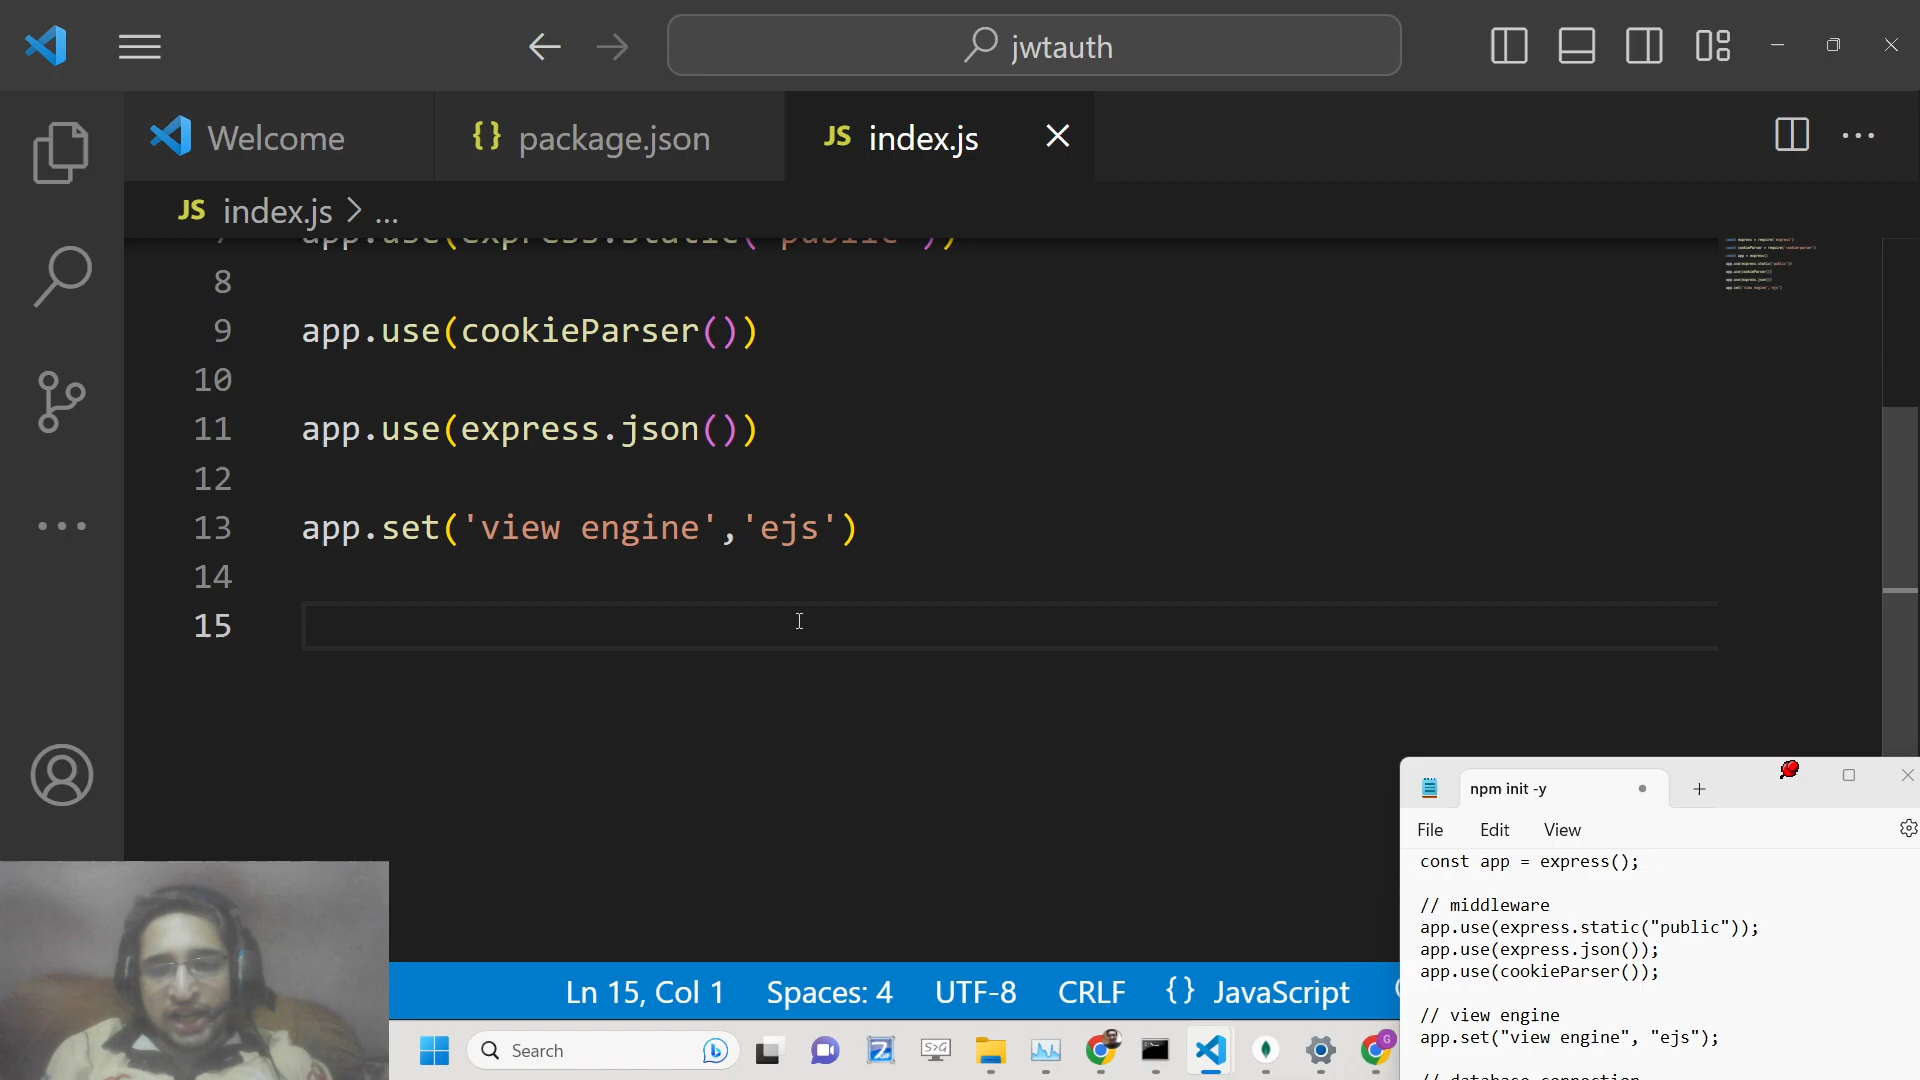 jwtauth
Welcome
{} package.json
JS index.js
JS index.js > ...
7 app.use(express.static('public'))
8
9 app.use(cookieParser())
10
11 app.use(express.json())
12
13 app.set('view engine','ejs')
14
15
npm init -y
File Edit View
const app = express();
// middleware
app.use(express.static("public"));
app.use(express.json());
app.use(cookieParser());
// view engine
app.set("view engine", "ejs");
// database connection
Ln 15, Col 1 Spaces: 4 UTF-8 CRLF {} JavaScript
Search